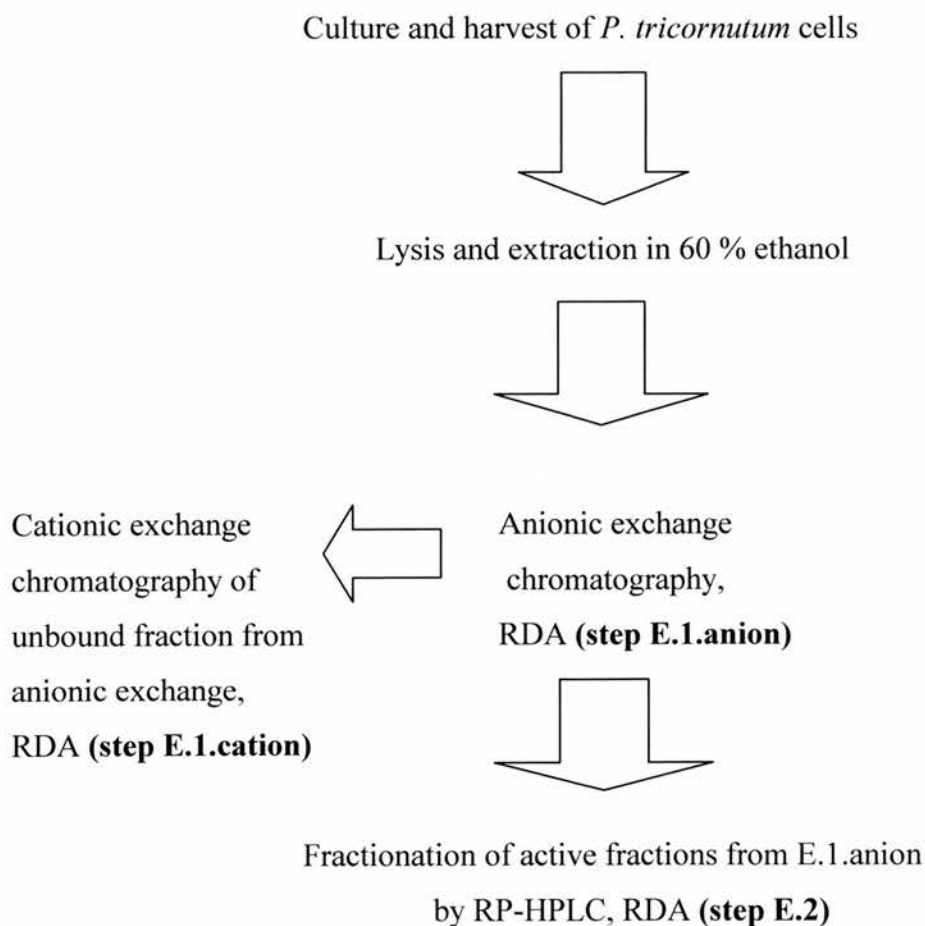 Culture and harvest of P. tricornutum cells
Lysis and extraction in 60 % ethanol
Cationic exchange
chromatography of
unbound fraction from
anionic exchange,
RDA (step E.1.cation)
Anionic exchange
chromatography,
RDA (step E.1.anion)
Fractionation of active fractions from E.1.anion
by RP-HPLC, RDA (step E.2)